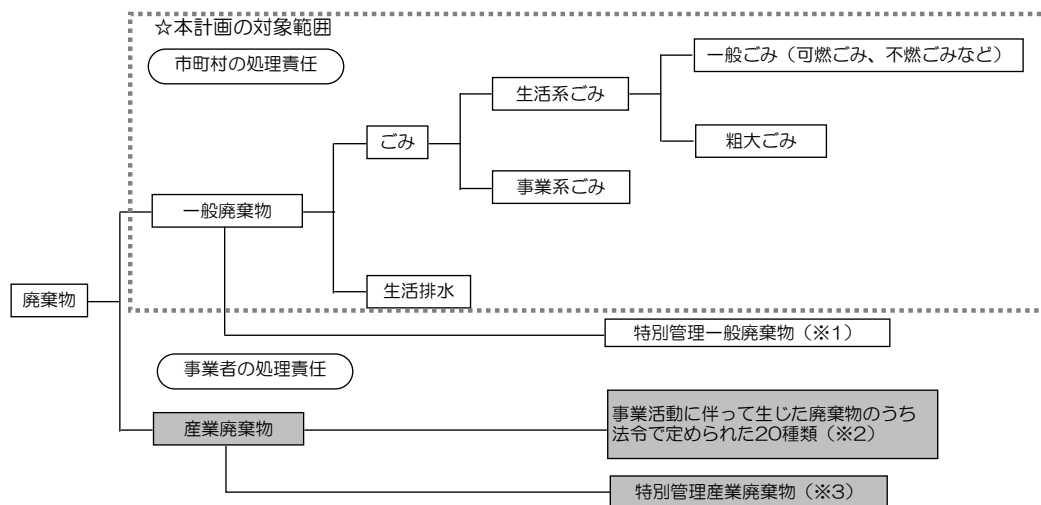 ☆本計画の対象範囲
市町村の処理責任
一般ごみ（可燃ごみ、不燃ごみなど）
生活系ごみ
ごみ
粗大ごみ
事業系ごみ
一般廃棄物
生活排水
廃棄物
特別管理一般廃棄物（※1）
事業者の処理責任
産業廃棄物
事業活動に伴って生じた廃棄物のうち
法令で定められた20種類（※2）
特別管理産業廃棄物（※3）